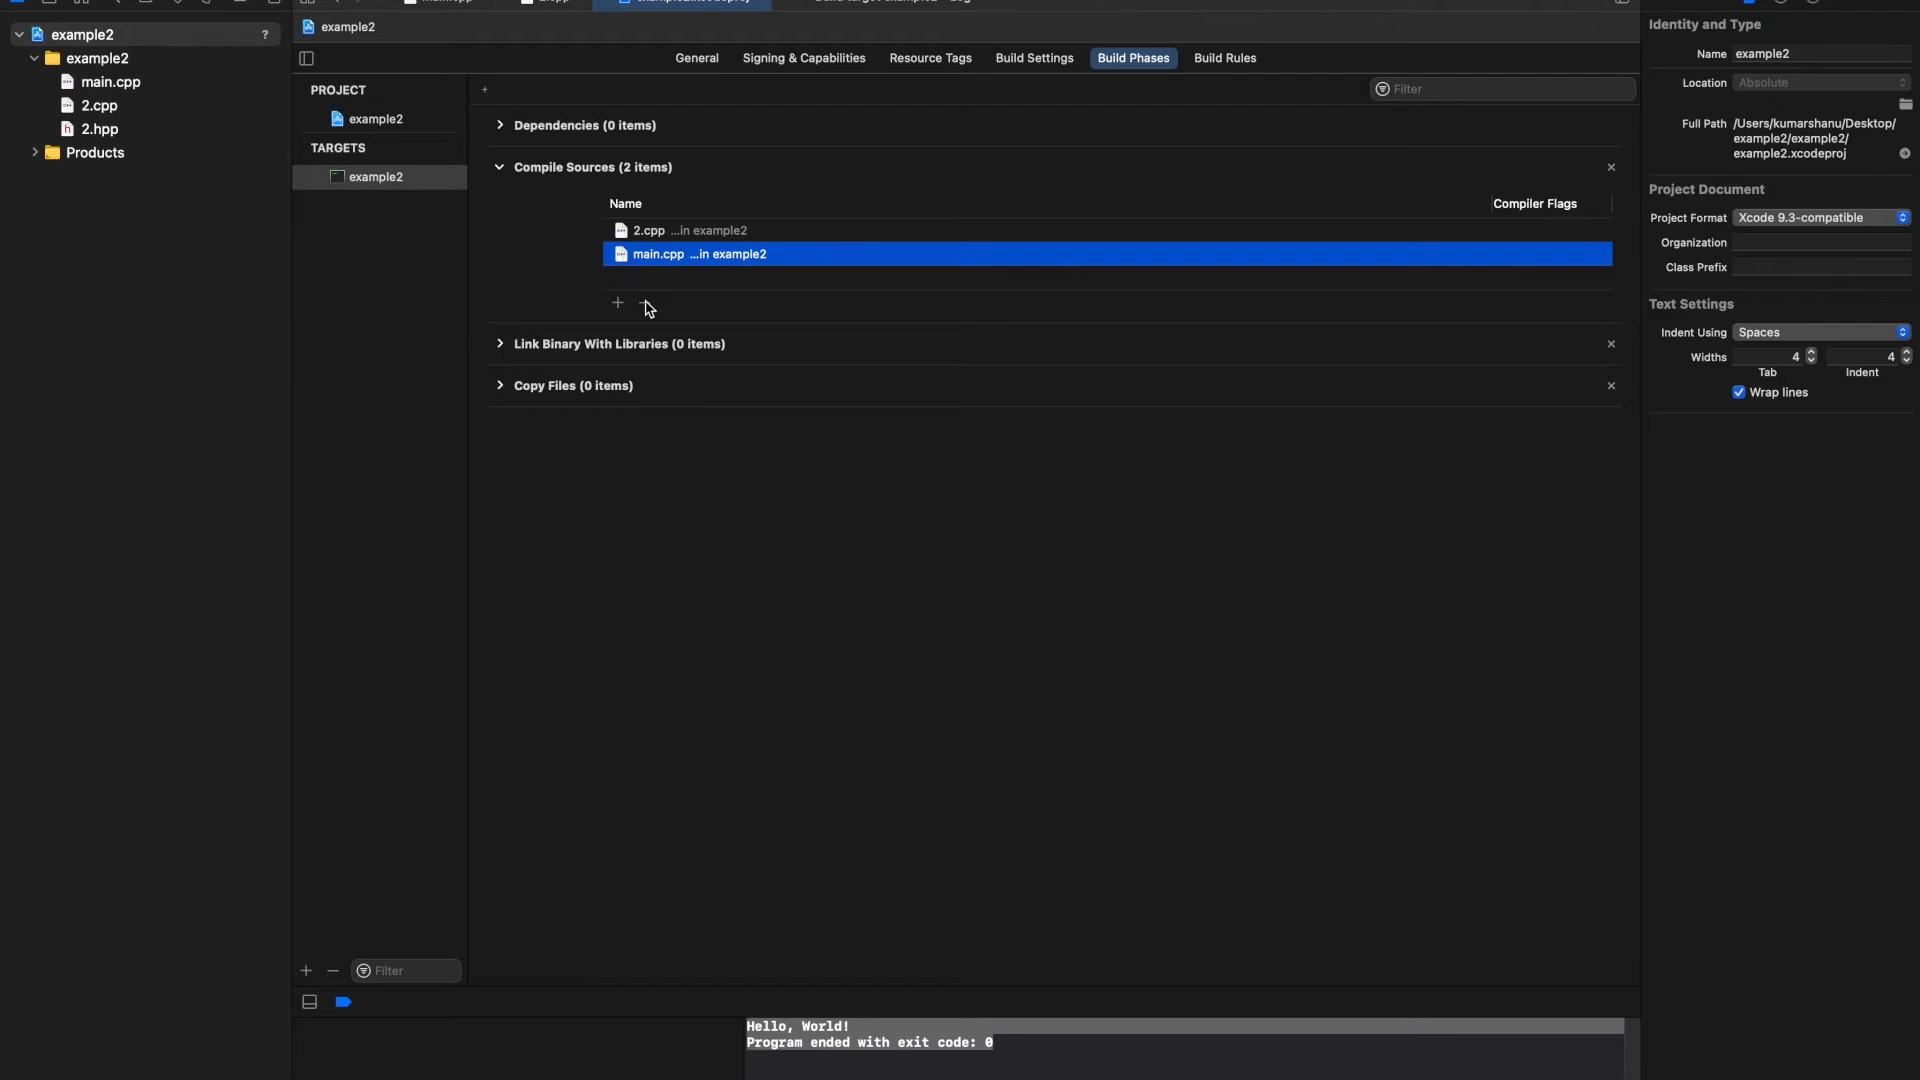 example2
General
Signing & Capabilities
Resource Tags
Build Settings
Build Phases
Build Rules
example2 ?
example2
main.cpp
2.cpp
2.hpp
Products
PROJECT
example2
TARGETS
example2
Filter
+
Filter
Dependencies (0 items)
Compile Sources (2 items)
Name
Compiler Flags
2.cpp ...in example2
main.cpp ...in example2
Link Binary With Libraries (0 items)
Copy Files (0 items)
Identity and Type
Name example2
Location Absolute
Full Path /Users/kumarshanu/Desktop/
example2/example2/
example2.xcodeproj
Project Document
Project Format Xcode 9.3-compatible
Organization
Class Prefix
Text Settings
Indent Using Spaces
Widths 4 4
Tab Indent
Wrap lines
Hello, World!
Program ended with exit code: 0